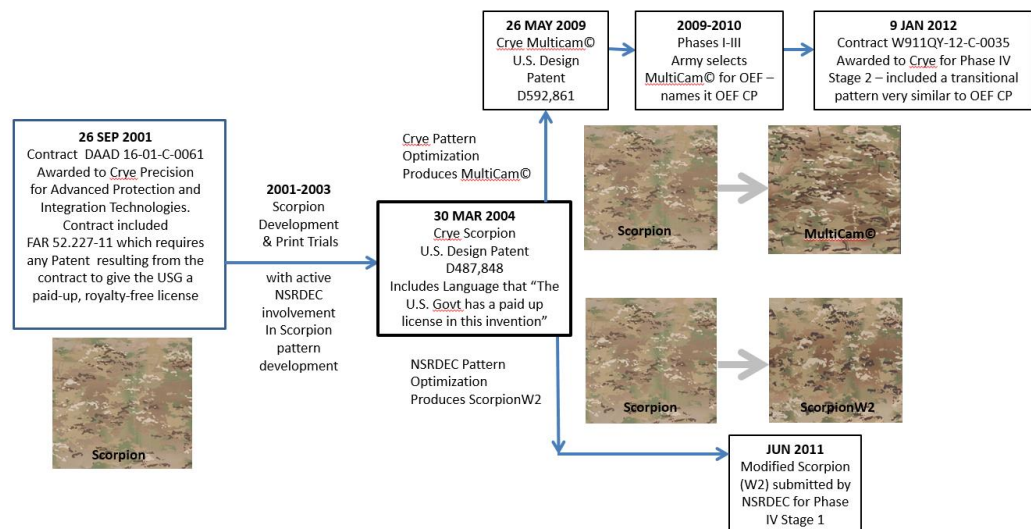 26 SEP 2001
Contract DAAD 16-01-C-0061
Awarded to Crye Precision
for Advanced Protection and
Integration Technologies.
Contract included
FAR 52.227-11 which requires
any Patent resulting from the
contract to give the USG a
paid-up, royalty-free license
Scorpion
2001-2003
Scorpion
Development
& Print Trials
with active
NSRDEC
involvement
In Scorpion
pattern
development
30 MAR 2004
Crye Scorpion
U.S. Design Patent
D487,848
Includes Language that “The
U.S. Govt has a paid up
license in this invention”
Crye Pattern
Optimization
Produces MultiCam©
26 MAY 2009
Crye Multicam©
U.S. Design
Patent
D592,861
2009-2010
Phases I-III
Army selects
MultiCam© for OEF –
names it OEF CP
9 JAN 2012
Contract W911QY-12-C-0035
Awarded to Crye for Phase IV
Stage 2 – included a transitional
pattern very similar to OEF CP
Scorpion
MultiCam©
NSRDEC Pattern
Optimization
Produces ScorpionW2
Scorpion
ScorpionW2
JUN 2011
Modified Scorpion
(W2) submitted by
NSRDEC for Phase
IV Stage 1